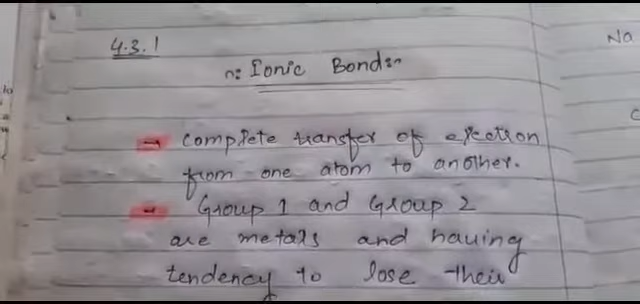 4.3.1
Ionic Bond
→ Complete transfer of electron
from one atom to another.
→ Group 1 and Group 2
are metals and having
tendency to lose their
Na